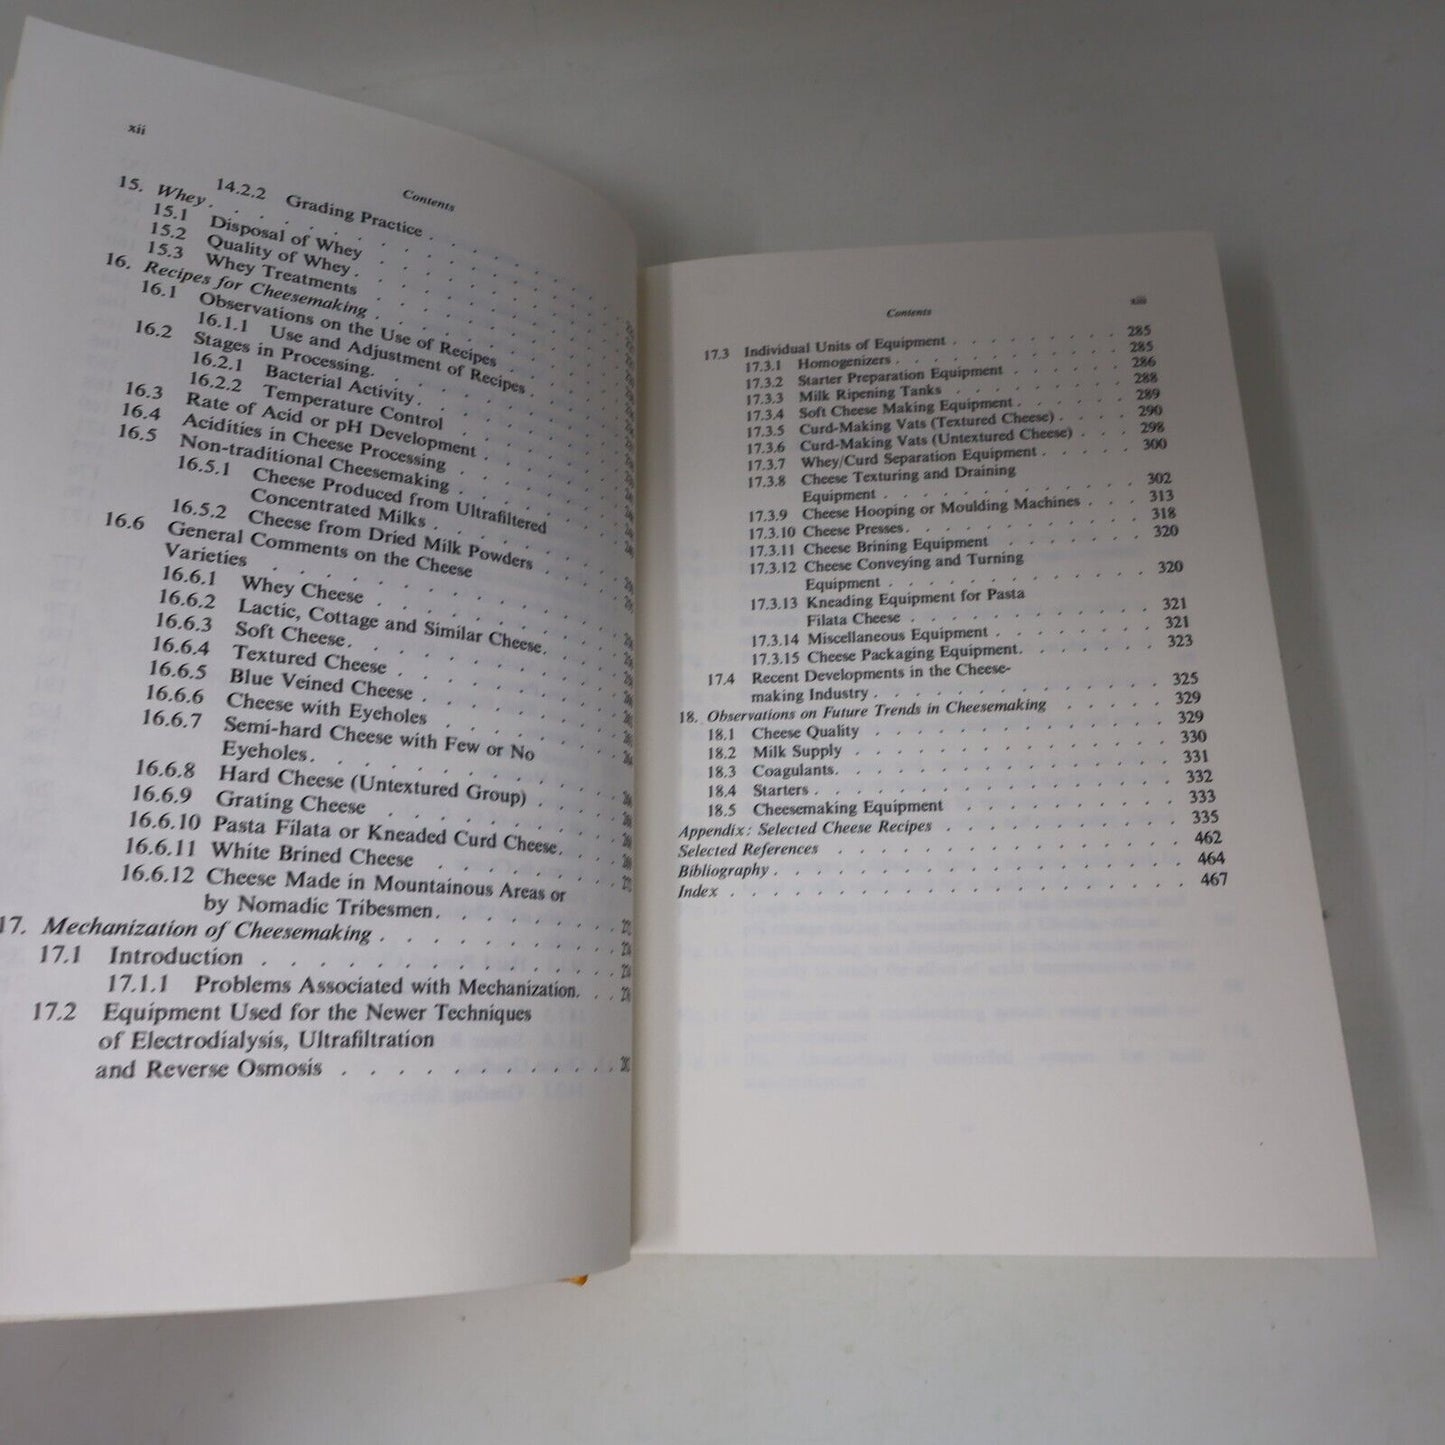 xii
Contents
14.2.2 Grading Practice
15. Whey
15.1 Disposal of Whey
15.2 Quality of Whey
15.3 Whey Treatments
16. Recipes for Cheesemaking
16.1 Observations on the Use of Recipes
16.1.1 Use and Adjustment of Recipes
16.2 Stages in Processing
16.2.1 Bacterial Activity
16.2.2 Temperature Control
16.3 Rate of Acid or pH Development
16.4 Acidities in Cheese Processing
16.5 Non-traditional Cheesemaking
16.5.1 Cheese Produced from Ultrafiltered
Concentrated Milks
16.5.2 Cheese from Dried Milk Powders
16.6 General Comments on the Cheese
Varieties
16.6.1 Whey Cheese
16.6.2 Lactic, Cottage and Similar Cheese
16.6.3 Soft Cheese
16.6.4 Textured Cheese
16.6.5 Blue Veined Cheese
16.6.6 Cheese with Eyeholes
16.6.7 Semi-hard Cheese with Few or No
Eyeholes
16.6.8 Hard Cheese (Untextured Group)
16.6.9 Grating Cheese
16.6.10 Pasta Filata or Kneaded Curd Cheese
16.6.11 White Brined Cheese
16.6.12 Cheese Made in Mountainous Areas or
by Nomadic Tribesmen
17. Mechanization of Cheesemaking
17.1 Introduction
17.1.1 Problems Associated with Mechanization
17.2 Equipment Used for the Newer Techniques
of Electrodialysis, Ultrafiltration
and Reverse Osmosis
Contents
xiii
17.3 Individual Units of Equipment 285
17.3.1 Homogenizers 285
17.3.2 Starter Preparation Equipment 286
17.3.3 Milk Ripening Tanks 288
17.3.4 Soft Cheese Making Equipment 289
17.3.5 Curd-Making Vats (Textured Cheese) 290
17.3.6 Curd-Making Vats (Untextured Cheese) 298
17.3.7 Whey/Curd Separation Equipment 300
17.3.8 Cheese Texturing and Draining
Equipment 302
17.3.9 Cheese Hooping or Moulding Machines 313
17.3.10 Cheese Presses 318
17.3.11 Cheese Brining Equipment 320
17.3.12 Cheese Conveying and Turning
Equipment 320
17.3.13 Kneading Equipment for Pasta
Filata Cheese 321
17.3.14 Miscellaneous Equipment 321
17.3.15 Cheese Packaging Equipment 323
17.4 Recent Developments in the Cheese-
making Industry 325
18. Observations on Future Trends in Cheesemaking 329
18.1 Cheese Quality 329
18.2 Milk Supply 330
18.3 Coagulants 331
18.4 Starters 332
18.5 Cheesemaking Equipment 333
Appendix: Selected Cheese Recipes 335
Selected References 462
Bibliography 464
Index 467